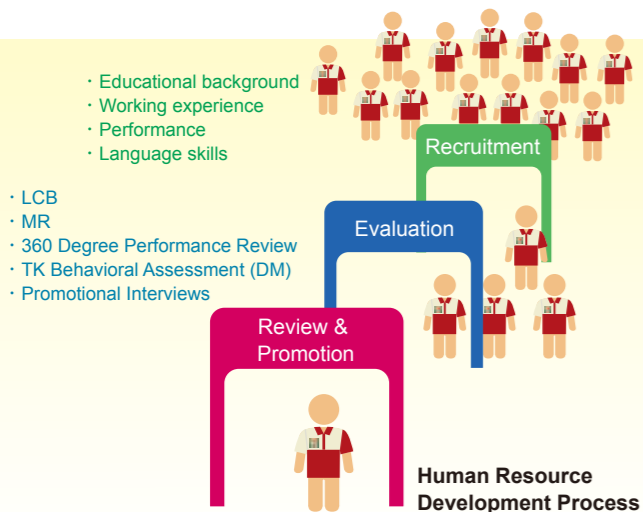 ・Educational background
・Working experience
・Performance
・Language skills
Recruitment
・LCB
・MR
・360 Degree Performance Review
・TK Behavioral Assessment (DM)
・Promotional Interviews
Evaluation
Review &
Promotion
Human Resource
Development Process